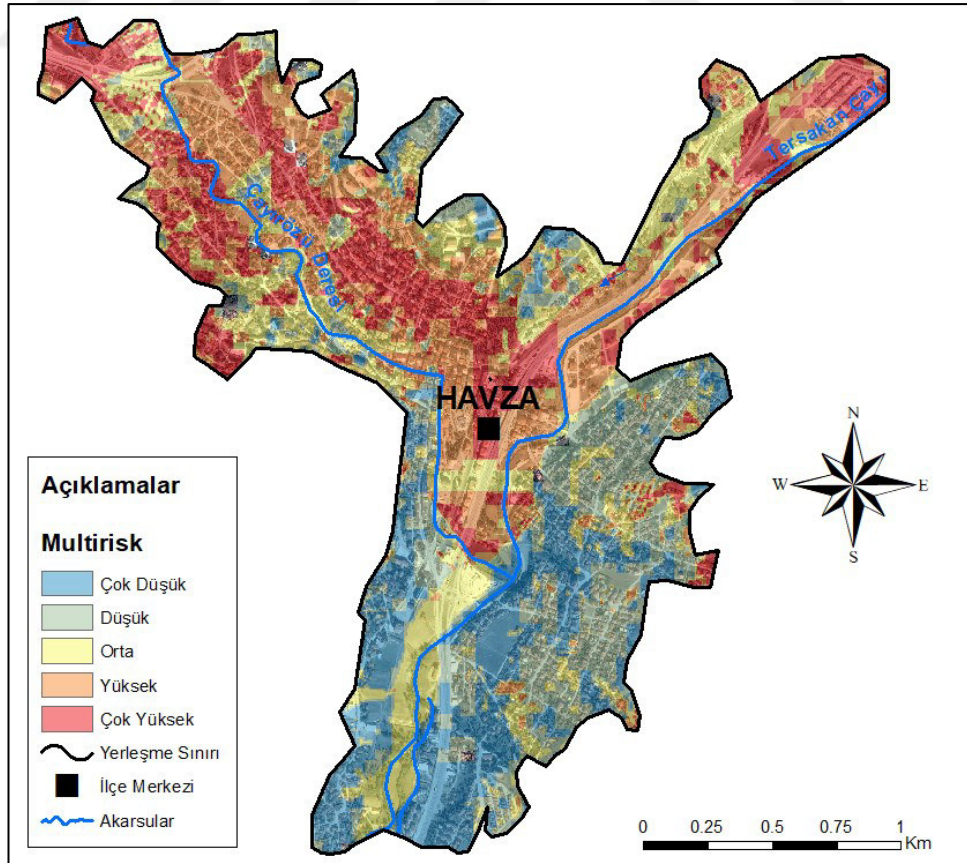 Tersakan Çayı
Çayırözü Deresi
HAVZA
N
W
E
S
Açıklamalar
Multirisk
Çok Düşük
Düşük
Orta
Yüksek
Çok Yüksek
Yerleşme Sınırı
İlçe Merkezi
Akarsular
0 0.25 0.5 0.75 1
Km